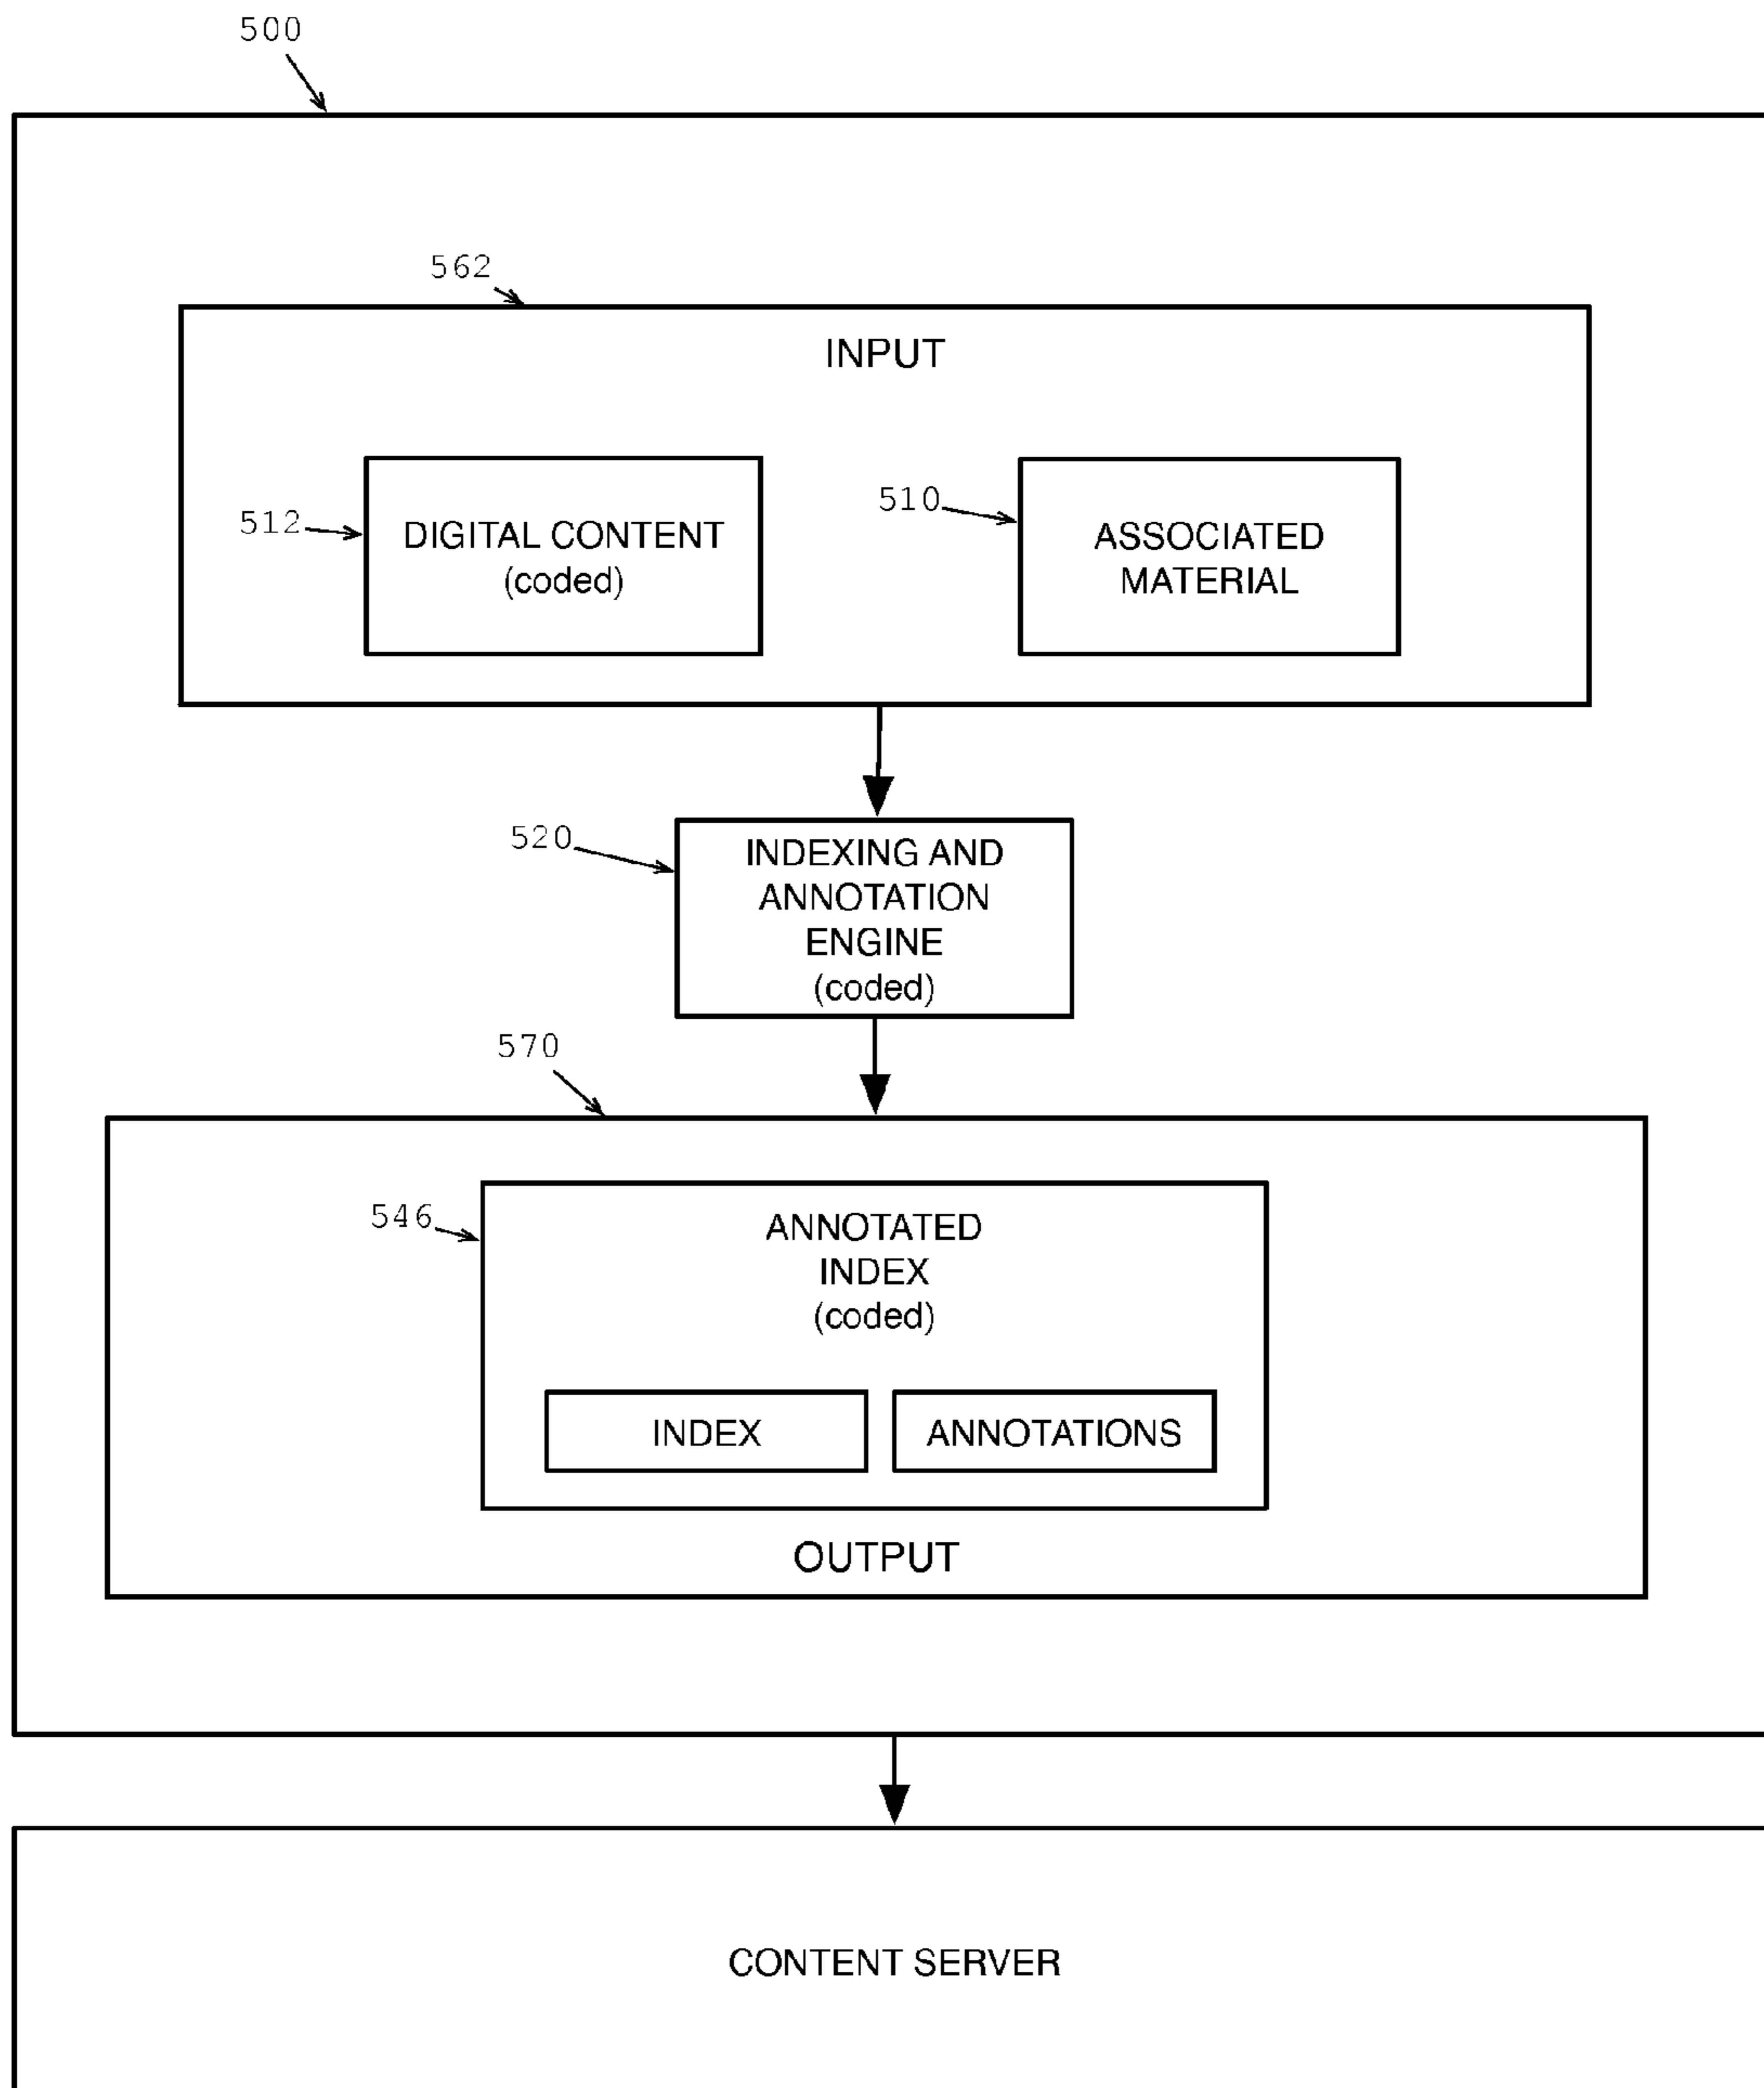 500
562
INPUT
512
DIGITAL CONTENT
(coded)
510
ASSOCIATED
MATERIAL
520
INDEXING AND
ANNOTATION
ENGINE
(coded)
570
546
ANNOTATED
INDEX
(coded)
INDEX
ANNOTATIONS
OUTPUT
CONTENT SERVER